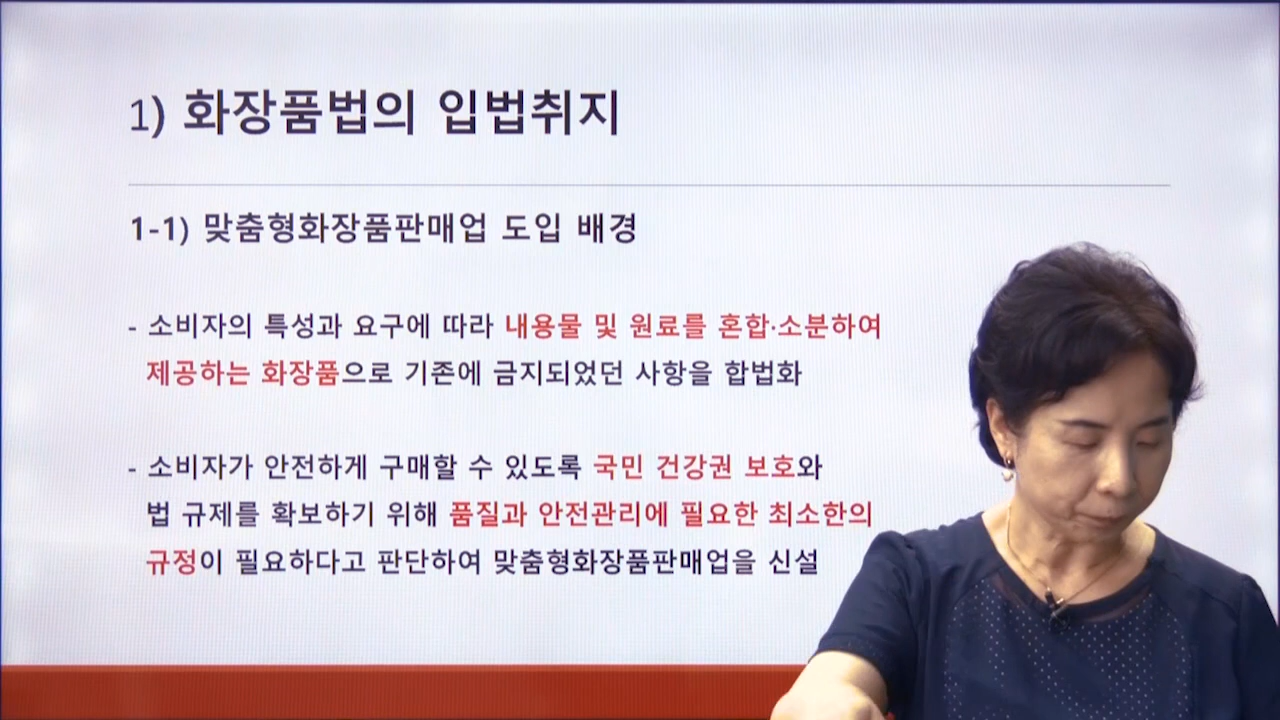 1) 화장품법의 입법취지
1-1) 맞춤형화장품판매업 도입 배경
- 소비자의 특성과 요구에 따라 내용물 및 원료를 혼합·소분하여
제공하는 화장품으로 기존에 금지되었던 사항을 합법화
- 소비자가 안전하게 구매할 수 있도록 국민 건강권 보호와
법 규제를 확보하기 위해 품질과 안전관리에 필요한 최소한의
규정이 필요하다고 판단하여 맞춤형화장품판매업을 신설